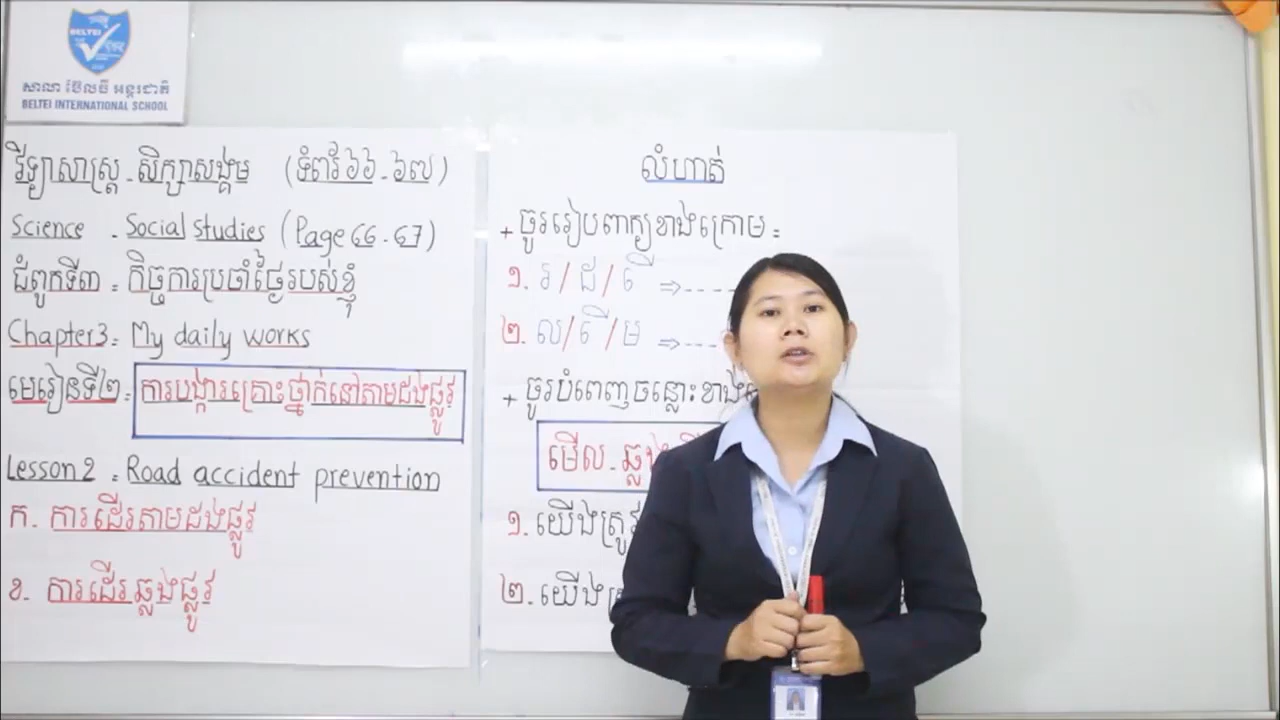 BELTEI
សាលា ប៊ែលធី អន្តរជាតិ
BELTEI INTERNATIONAL SCHOOL
វិទ្យាសាស្ត្រ - សិក្សាសង្គម (ទំព័រ៦៦ - ៦៧)
Science - Social studies (Page 66 - 67)
ជំពូកទី៣ = កិច្ចការប្រចាំថ្ងៃរបស់ខ្ញុំ
Chapter 3 = My daily works
មេរៀនទី២ = ការបង្ការគ្រោះថ្នាក់នៅតាមដងផ្លូវ
Lesson 2 = Road accident prevention
ក- ការដើរតាមដងផ្លូវ
ខ- ការដើរឆ្លងផ្លូវ
លំហាត់
+ ចូររៀបពាក្យខាងក្រោម =
១. រ / ដ / ើ ⇒ ----
២. ល / ើ / ម ⇒ ---
+ ចូរបំពេញចន្លោះខាង
មើល - ឆ្លង
១- យើងត្រូវ
២- យើង